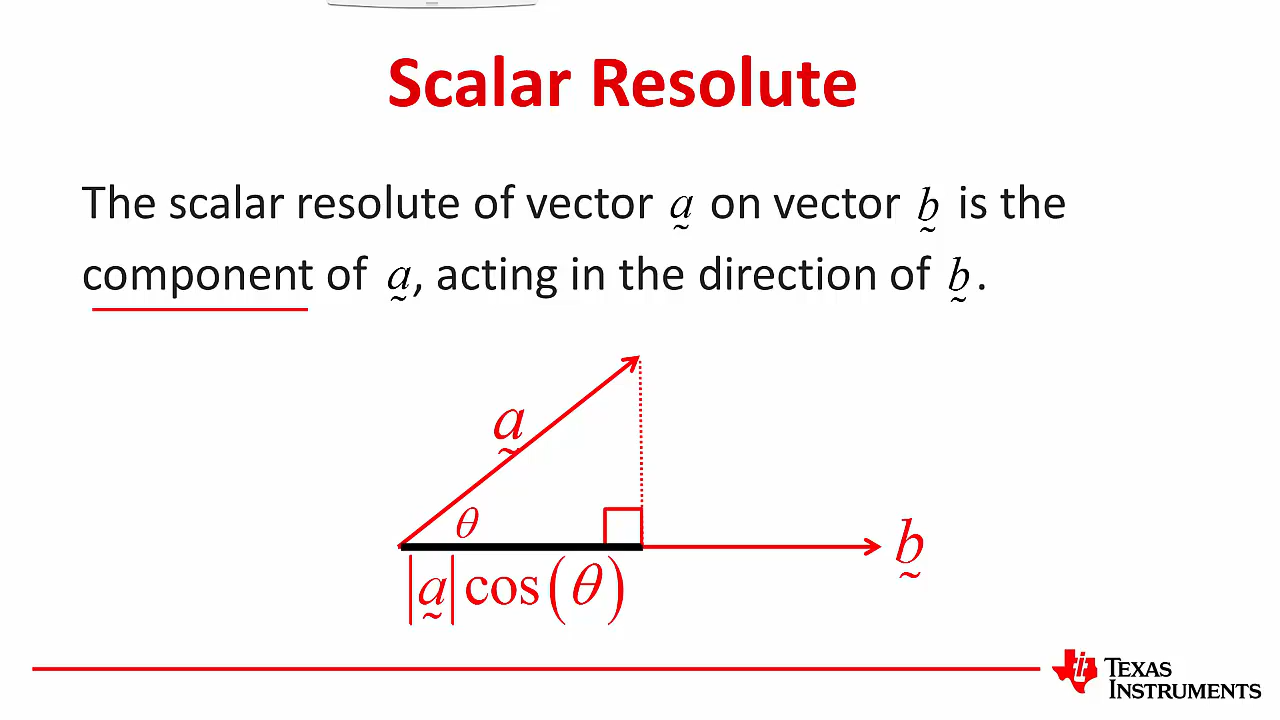 Scalar Resolute
The scalar resolute of vector a̰ on vector b̰ is the
component of a̰, acting in the direction of b̰.
a̰
θ
b̰
|a̰|cos(θ)
TEXAS
INSTRUMENTS